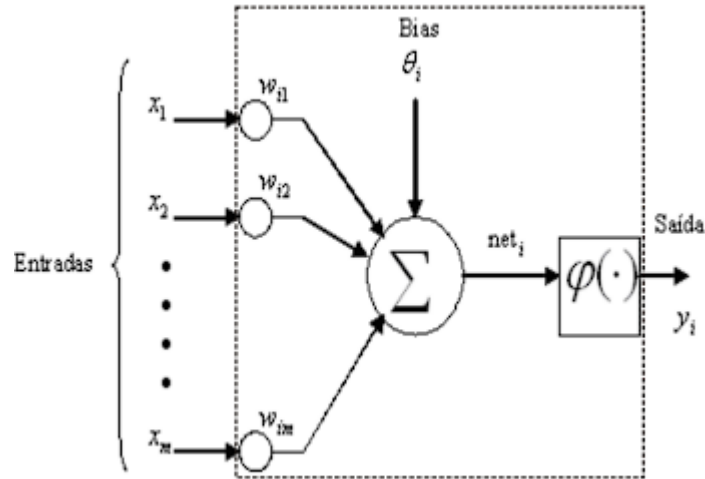 Bias
θᵢ
x₁
wᵢ₁
x₂
wᵢ₂
Entradas
∑
netᵢ
φ(·)
Saída
yᵢ
xₘ
wᵢₘ